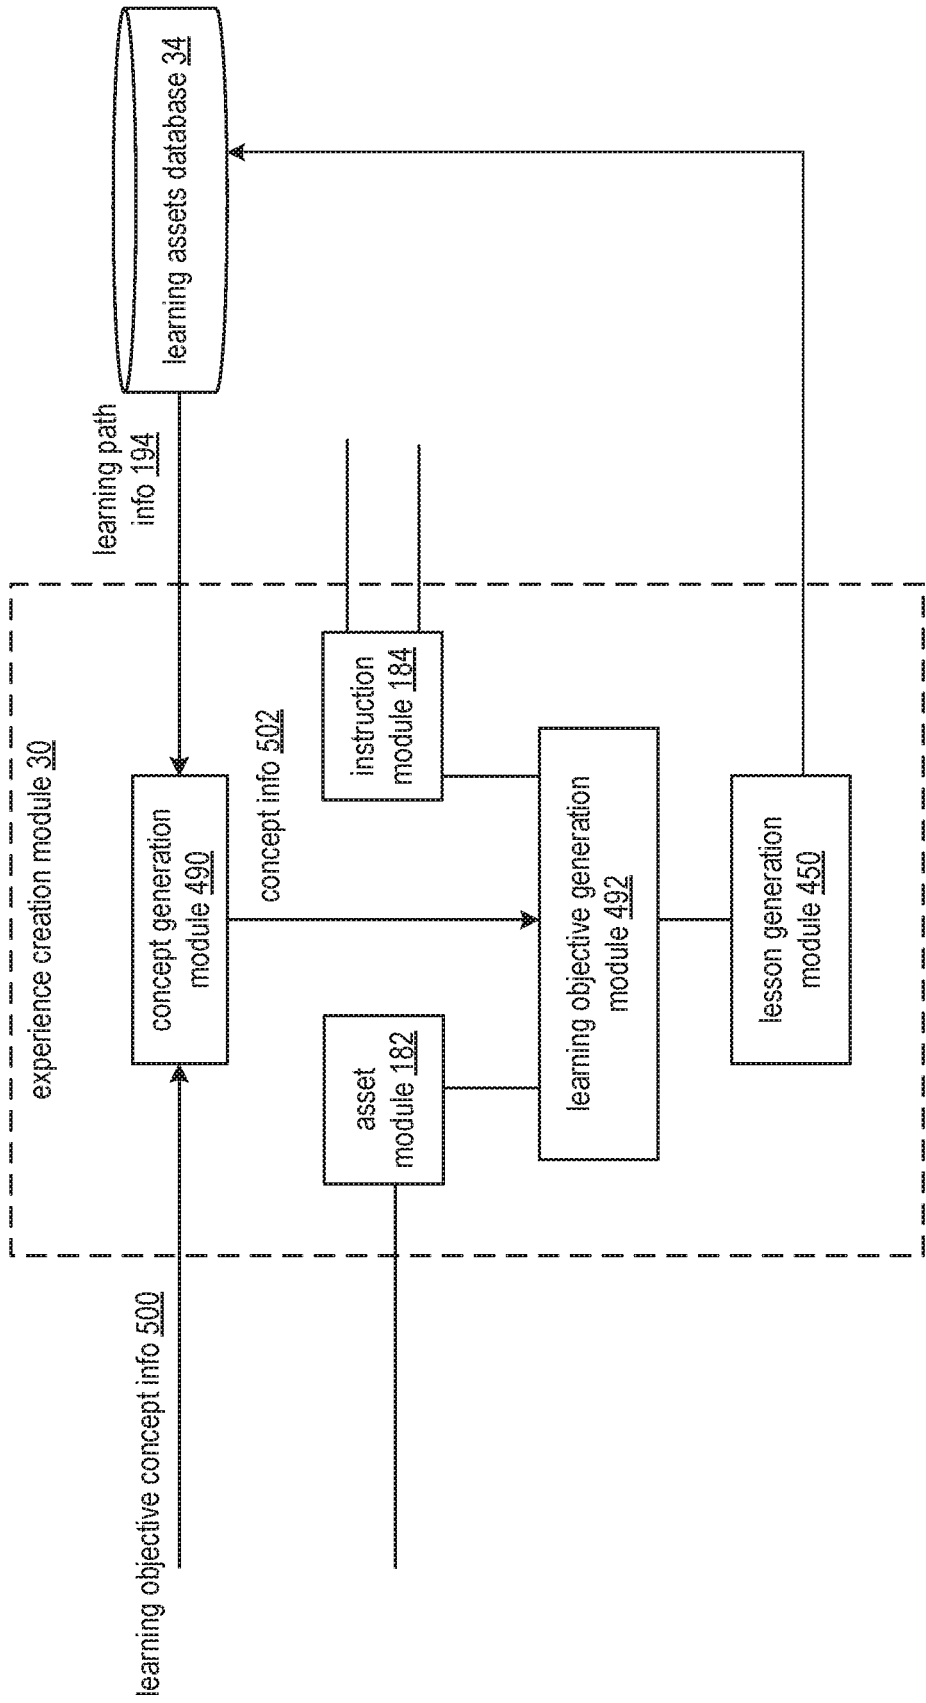 learning objective concept info 500
experience creation module 30
concept generation
module 490
learning path
info 194
learning assets database 34
concept info 502
asset
module 182
instruction
module 184
learning objective generation
module 492
lesson generation
module 450